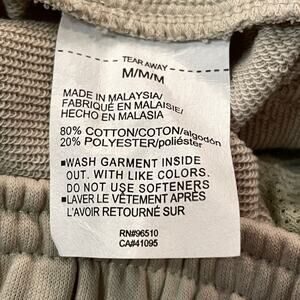 TEAR AWAY
M/M/M
MADE IN MALAYSIA/
FABRIQUÉ EN MALAISIE/
HECHO EN MALASIA
80% COTTON/COTON/algodón
20% POLYESTER/poliéster
■WASH GARMENT INSIDE
OUT. WITH LIKE COLORS.
DO NOT USE SOFTENERS
■LAVER LE VÊTEMENT APRÈS
L'AVOIR RETOURNÉ SUR
RN#96510
CA#41095